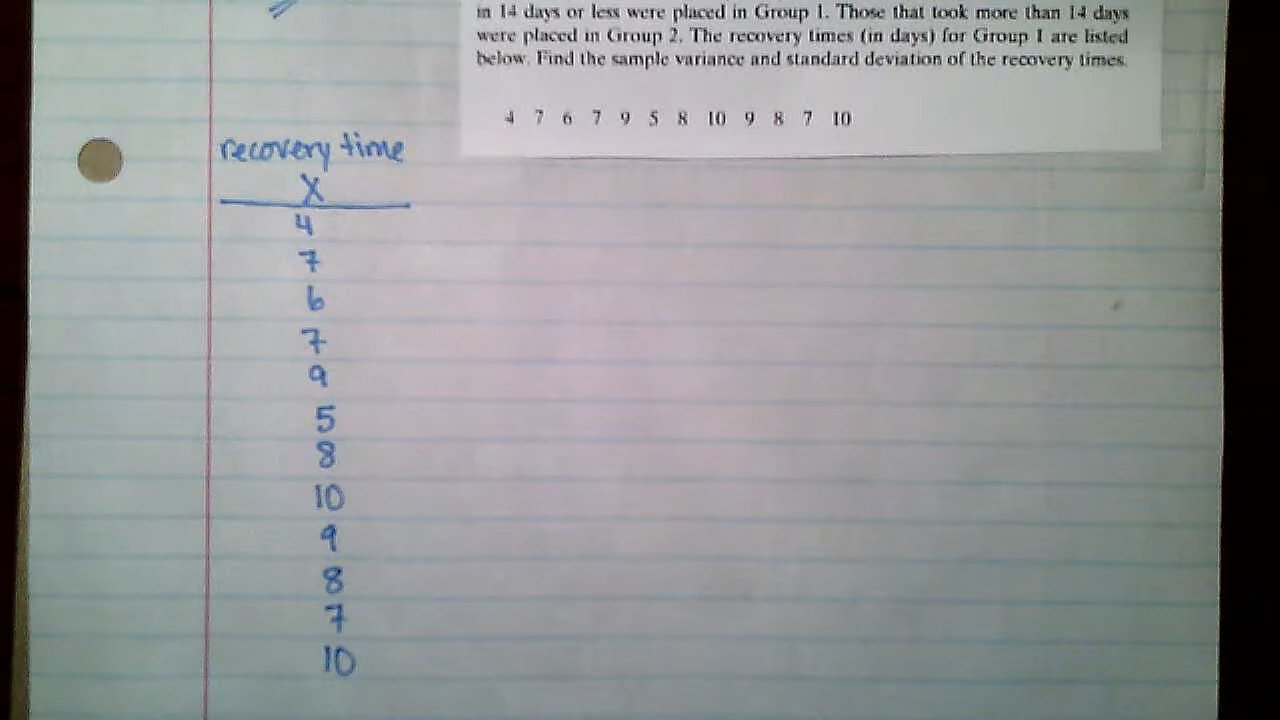 in 14 days or less were placed in Group 1. Those that took more than 14 days
were placed in Group 2. The recovery times (in days) for Group 1 are listed
below. Find the sample variance and standard deviation of the recovery times.
4 7 6 7 9 5 8 10 9 8 7 10
recovery time
X
4
7
6
7
9
5
8
10
9
8
7
10